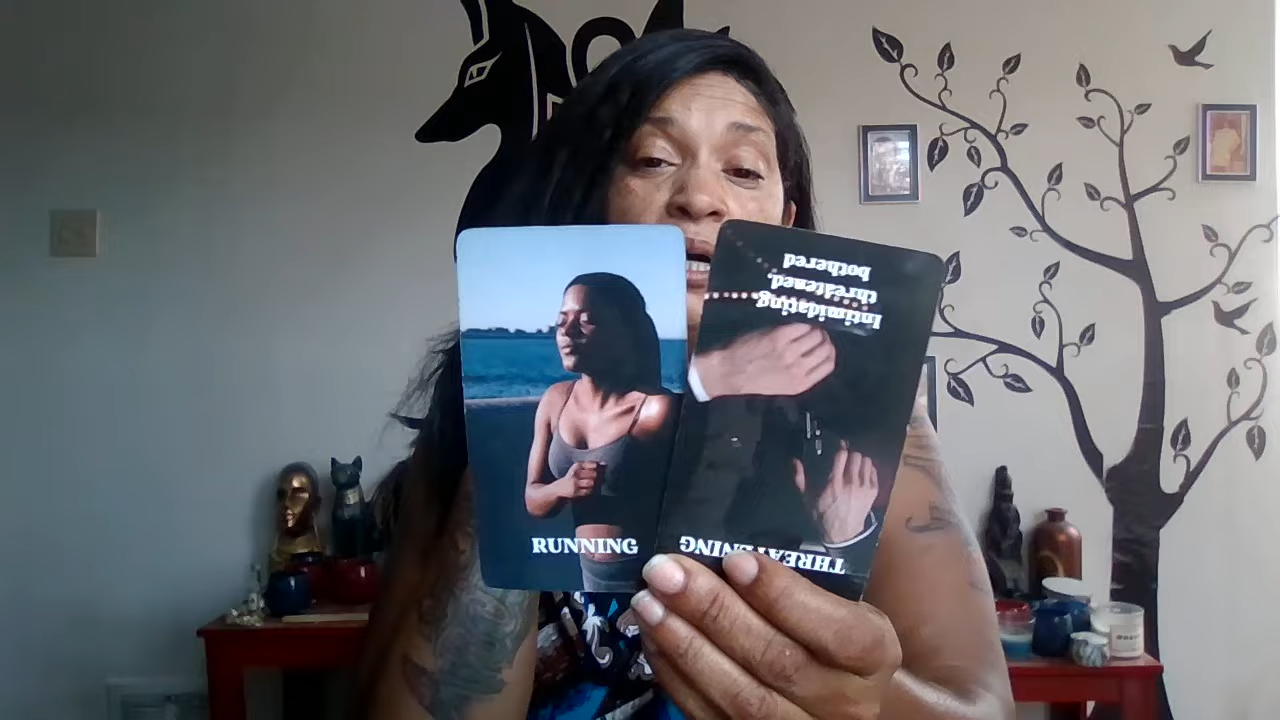 RUNNING
THREATENING
Intimidating,
threatened,
bothered